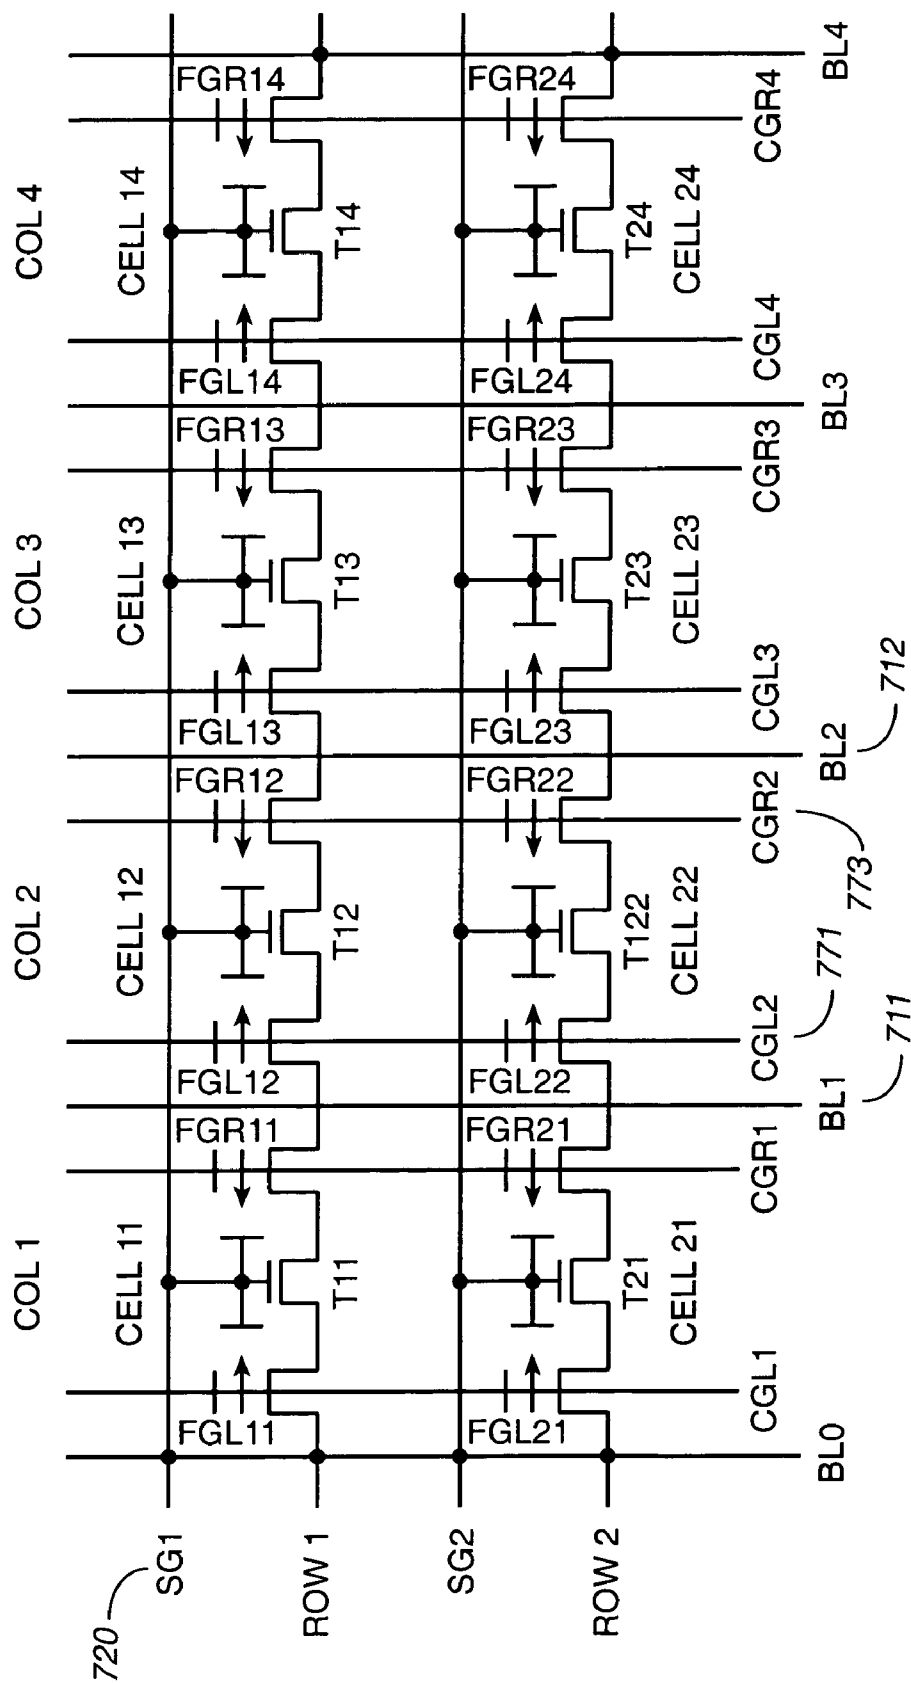 COL 1
COL 2
COL 3
COL 4
CELL 11
CELL 12
CELL 13
CELL 14
720
SG1
FGL11
FGR11
FGL12
FGR12
FGL13
FGR13
FGL14
FGR14
ROW 1
T11
T12
T13
T14
SG2
FGL21
FGR21
FGL22
FGR22
FGL23
FGR23
FGL24
FGR24
ROW 2
T21
T122
T23
T24
CELL 21
CELL 22
CELL 23
CELL 24
CGL1
CGR1
CGL2
CGR2
CGL3
CGR3
CGL4
CGR4
BL0
BL1
BL2
BL3
BL4
771
773
711
712